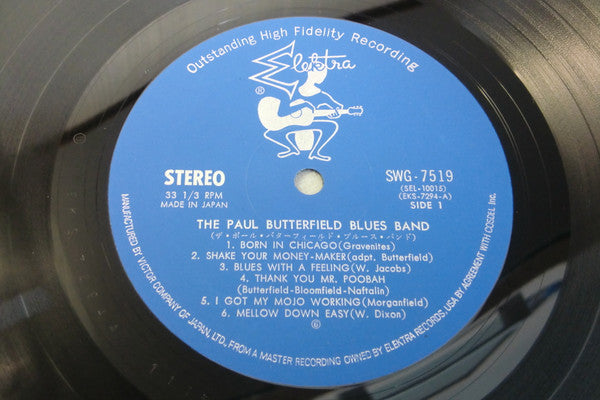 Outstanding High Fidelity Recording
Elektra
®
STEREO
33 1/3 RPM
MADE IN JAPAN
SWG-7519
(SEL-10015)
(EKS-7294-A)
SIDE 1
THE PAUL BUTTERFIELD BLUES BAND
(ザ・ポール・バターフィールド・ブルース・バンド)
1. BORN IN CHICAGO(Gravenites)
2. SHAKE YOUR MONEY-MAKER(adpt. Butterfield)
3. BLUES WITH A FEELING(W. Jacobs)
4. THANK YOU MR. POOBAH
(Butterfield-Bloomfield-Naftalin)
5. I GOT MY MOJO WORKING(Morganfield)
6. MELLOW DOWN EASY(W. Dixon)
MANUFACTURED BY VICTOR COMPANY OF JAPAN, LTD., FROM A MASTER RECORDING OWNED BY ELEKTRA RECORDS, USA BY AGREEMENT WITH COSDEL Inc.